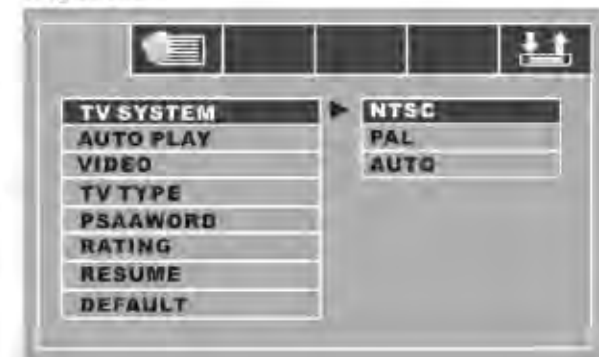 TV SYSTEM
NTSC
AUTO PLAY
PAL
VIDEO
AUTO
TV TYPE
PSAAWORD
RATING
RESUME
DEFAULT